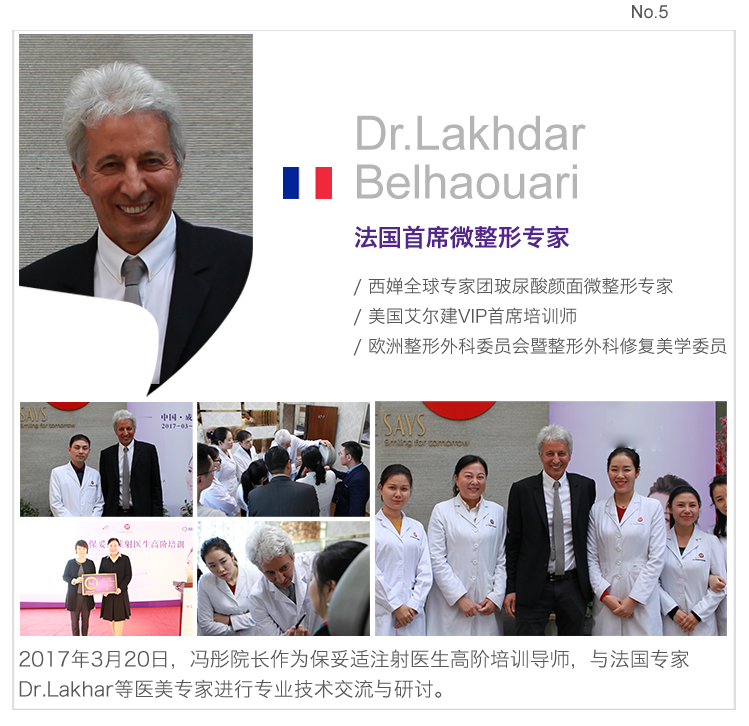 No.5
Dr.Lakhdar
Belhaouari
法国首席微整形专家
/ 西婵全球专家团玻尿酸颜面微整形专家
/ 美国艾尔建VIP首席培训师
/ 欧洲整形外科委员会暨整形外科修复美学委员
SAYS
Smiling for tomorrow
中国·成
2017-03-
SAYS
Smiling for tomorrow
保妥
射医生高阶培训
2017年3月20日，冯彤院长作为保妥适注射医生高阶培训导师，与法国专家
Dr.Lakhar等医美专家进行专业技术交流与研讨。